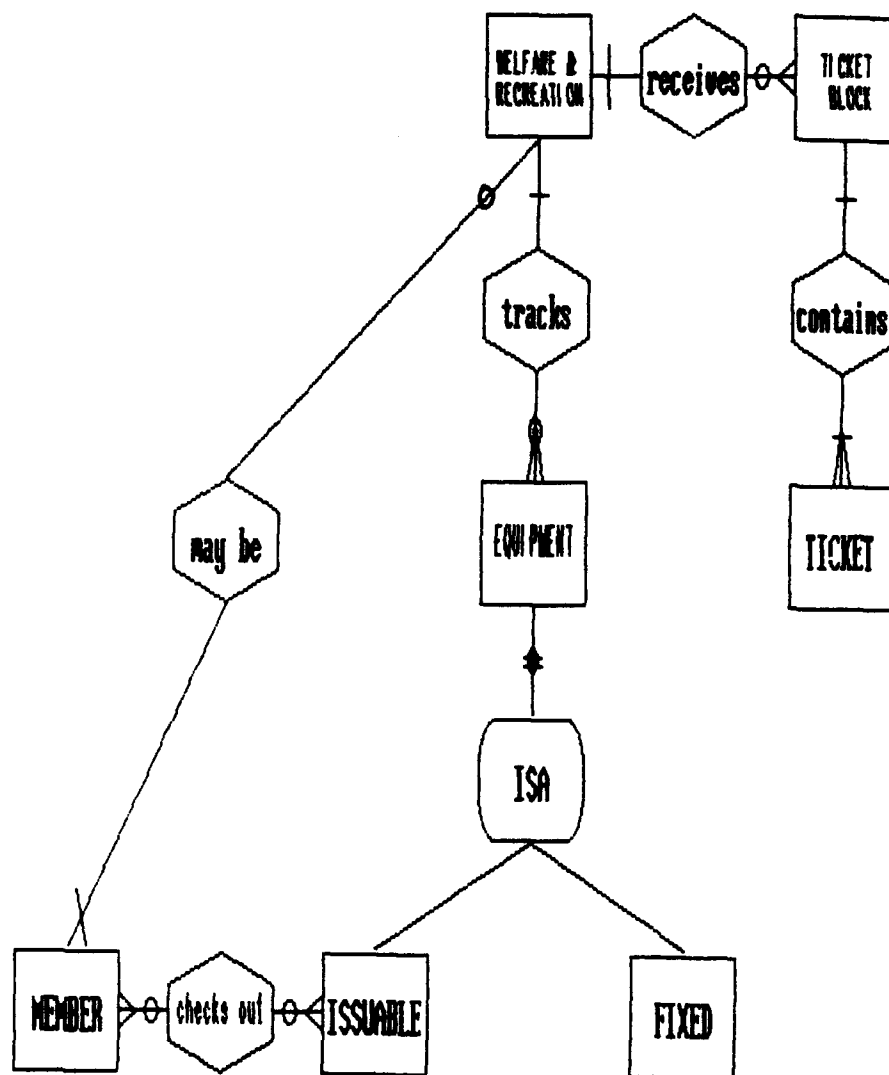 WELFARE &
RECREATION
receives
TICKET
BLOCK
tracks
contains
may be
EQUIPMENT
TICKET
ISA
MEMBER
checks out
ISSUABLE
FIXED